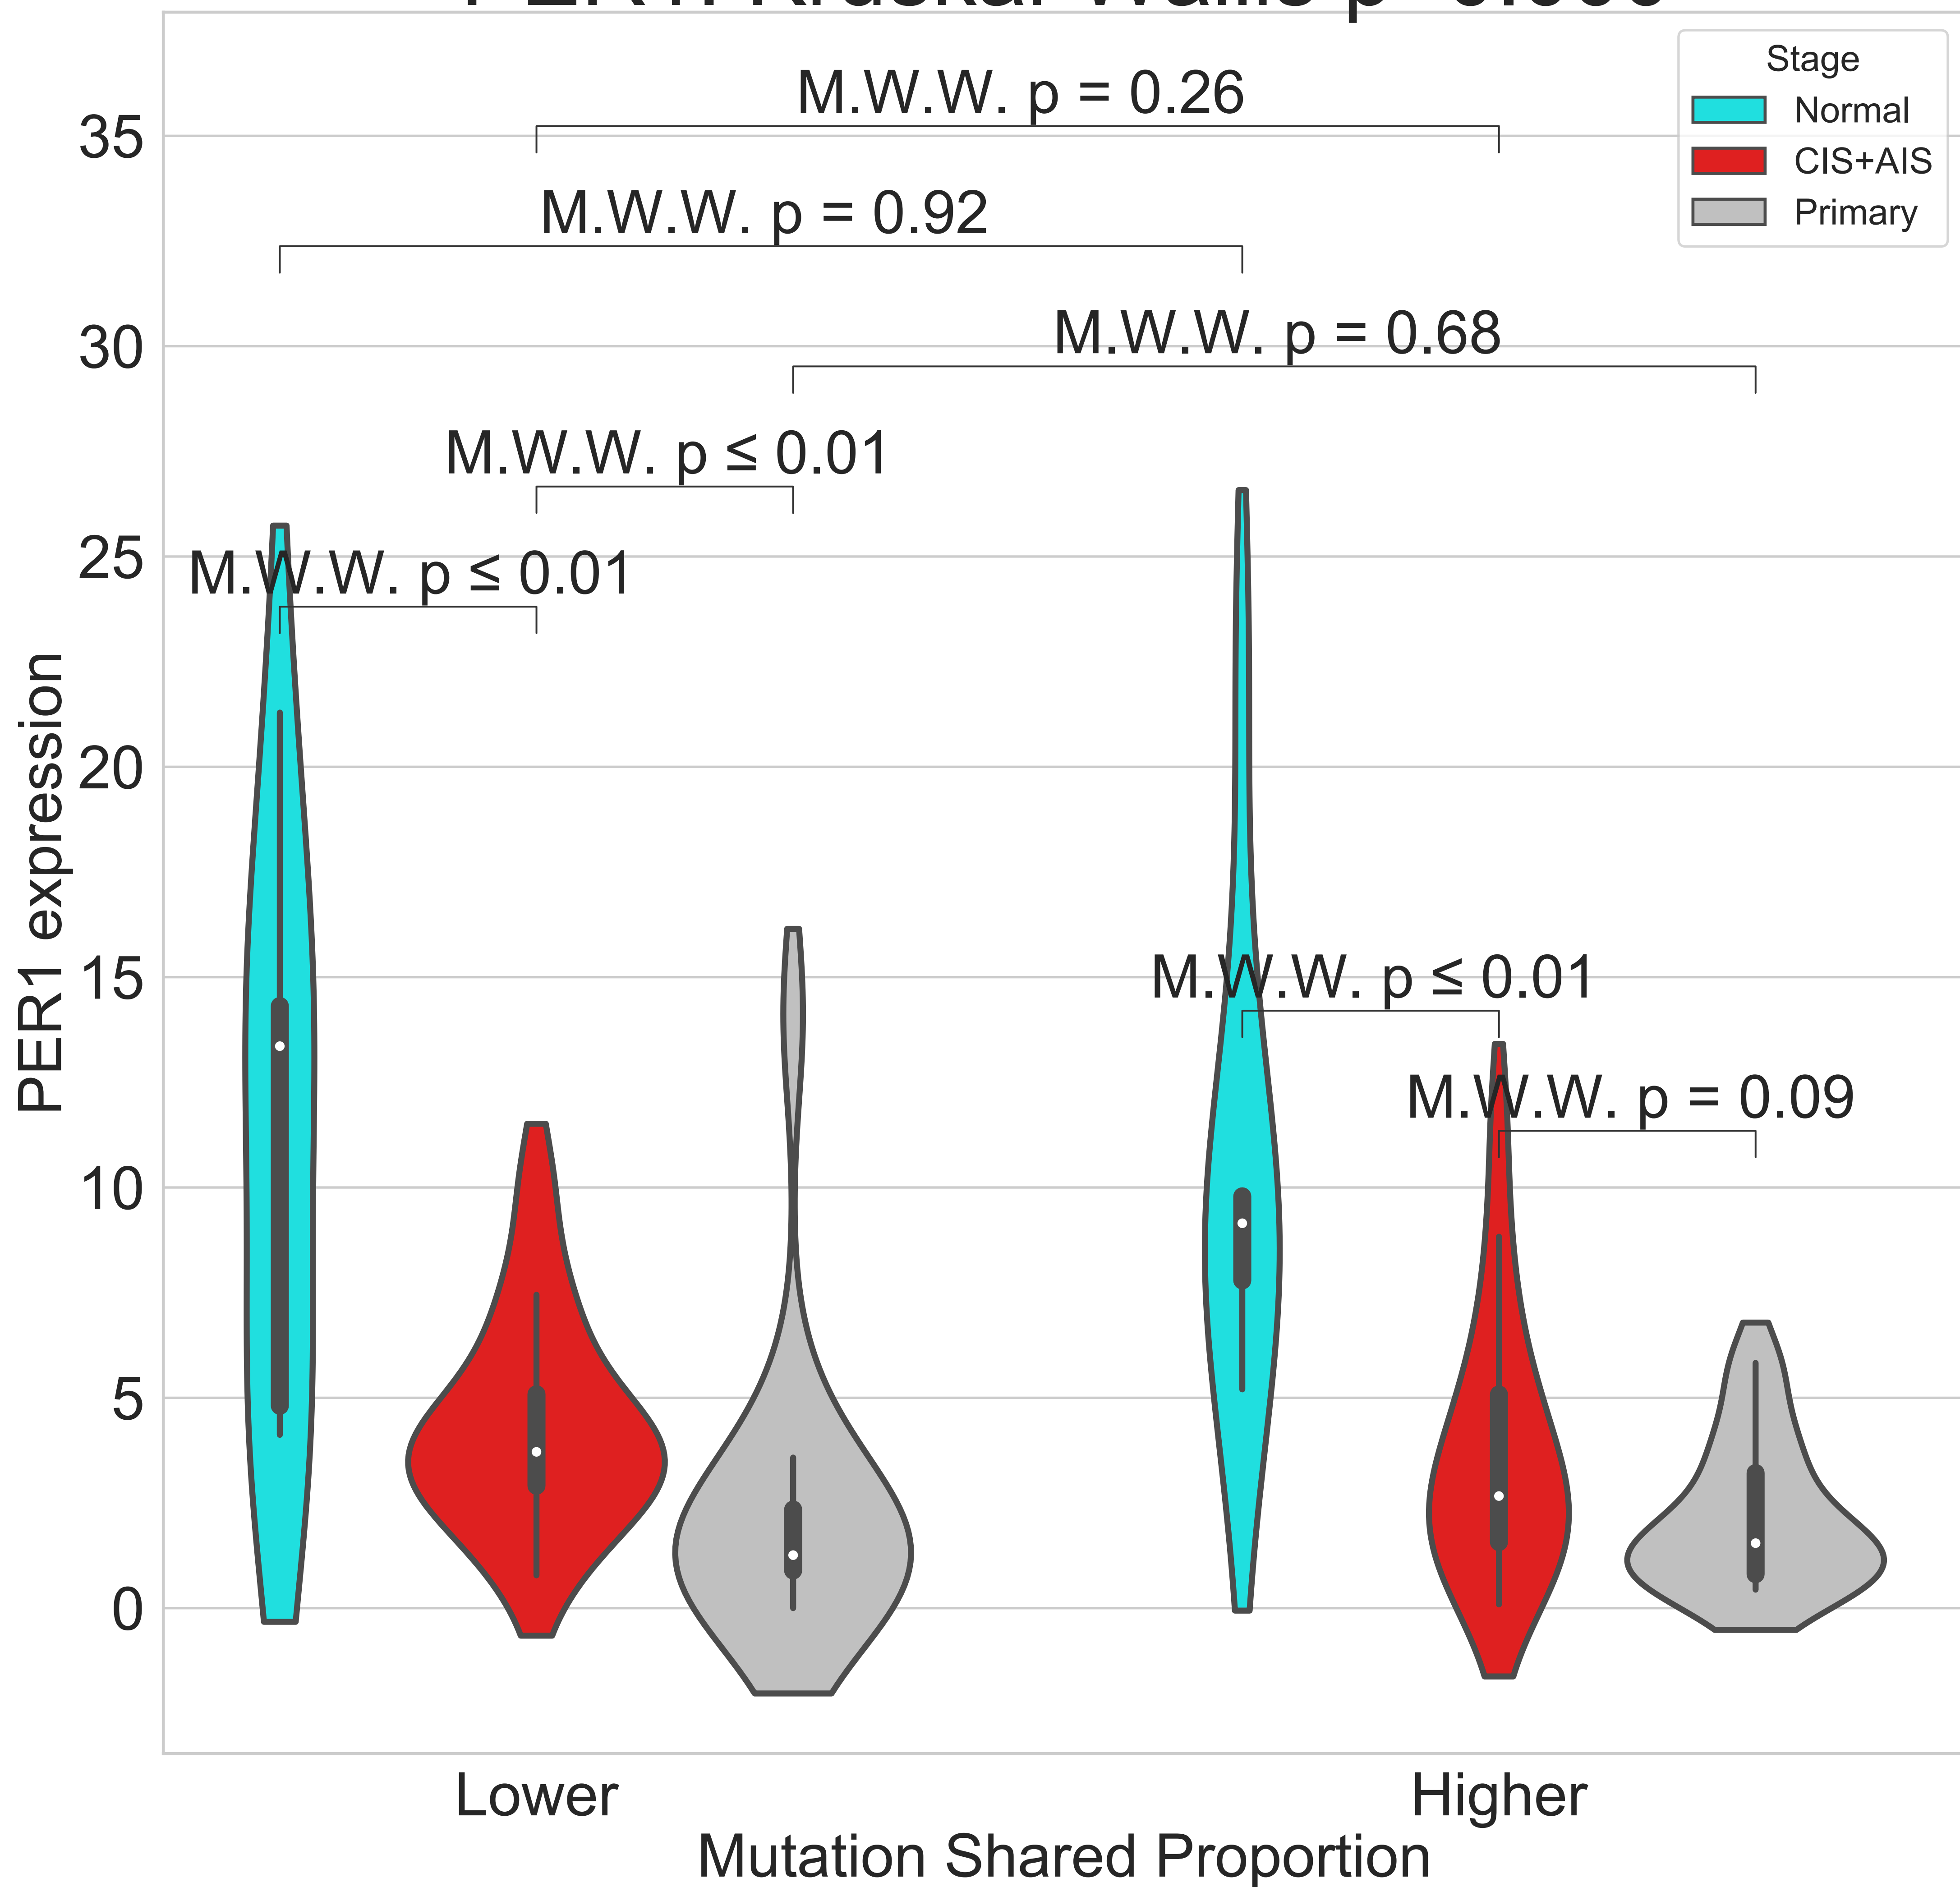 Stage
Normal
CIS+AIS
Primary
M.W.W. p = 0.26
M.W.W. p = 0.92
M.W.W. p = 0.68
M.W.W. p ≤ 0.01
M.W.W. p ≤ 0.01
M.W.W. p ≤ 0.01
M.W.W. p = 0.09
35
30
25
20
15
10
5
0
PER1 expression
Lower
Higher
Mutation Shared Proportion